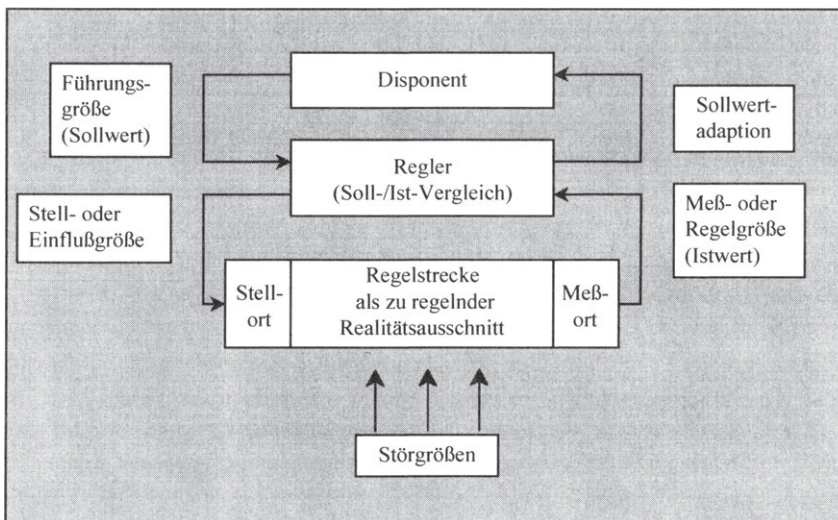 Disponent
Führungs-
größe
(Sollwert)
Sollwert-
adaption
Regler
(Soll-/Ist-Vergleich)
Stell- oder
Einflußgröße
Meß- oder
Regelgröße
(Istwert)
Stell-
ort
Regelstrecke
als zu regelnder
Realitätsausschnitt
Meß-
ort
Störgrößen